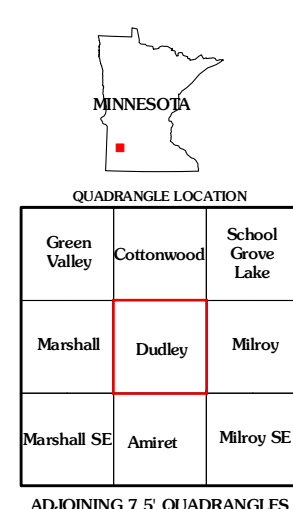 MINNESOTA
QUADRANGLE LOCATION
Green
Valley
Cottonwood
School
Grove
Lake
Marshall
Dudley
Milroy
Marshall SE
Amiret
Milroy SE
ADJOINING 7.5' QUADRANGLES